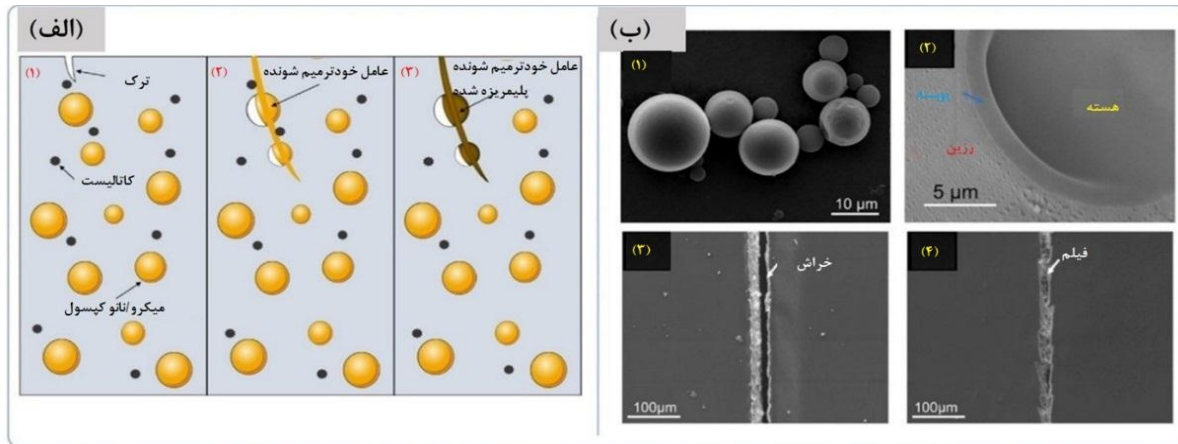 (الف)
(۱)
ترک
کاتالیست
میکرو/نانو کپسول
(۲)
عامل خودترمیم شونده
(۳)
عامل خودترمیم شونده
پلیمریزه شده
(ب)
(۱)
10 µm
(۲)
پوسته
هسته
رزین
5 µm
(۳)
خراش
100µm
(۴)
فیلم
100µm